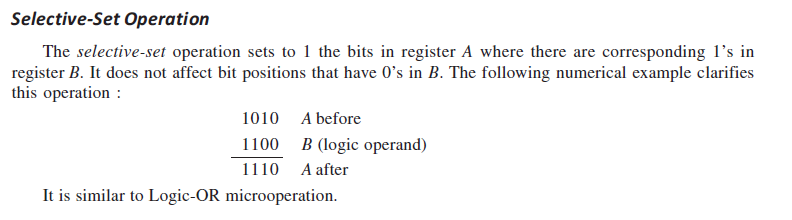 Selective-Set Operation
The selective-set operation sets to 1 the bits in register A where there are corresponding 1's in
register B. It does not affect bit positions that have 0's in B. The following numerical example clarifies
this operation :
1010 A before
1100 B (logic operand)
1110 A after
It is similar to Logic-OR microoperation.